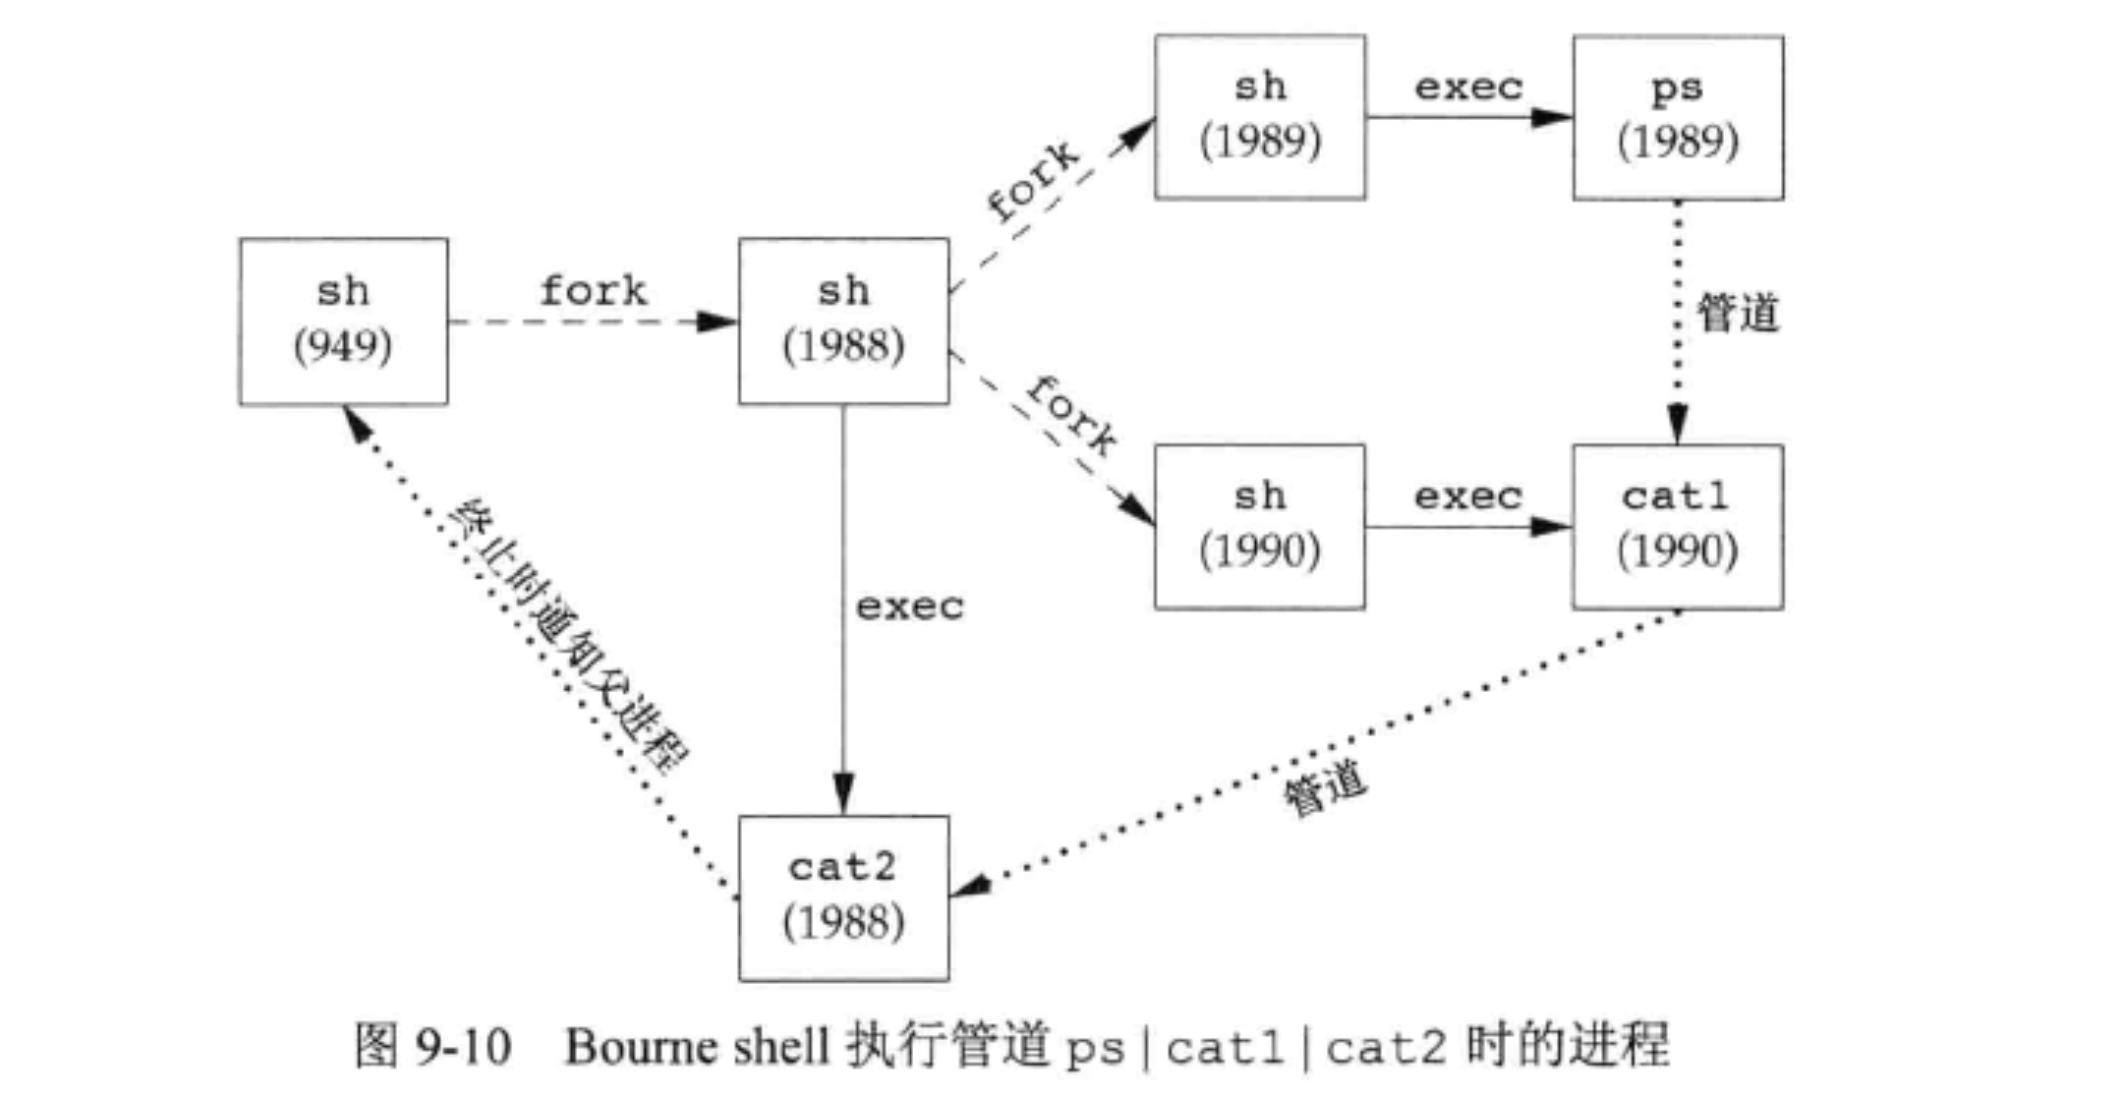 sh
(1989)
exec
ps
(1989)
fork
sh
(949)
fork
sh
(1988)
管道
fork
sh
(1990)
exec
cat1
(1990)
终止时通知父进程
exec
管道
cat2
(1988)
图 9-10 Bourne shell 执行管道 ps|cat1|cat2 时的进程